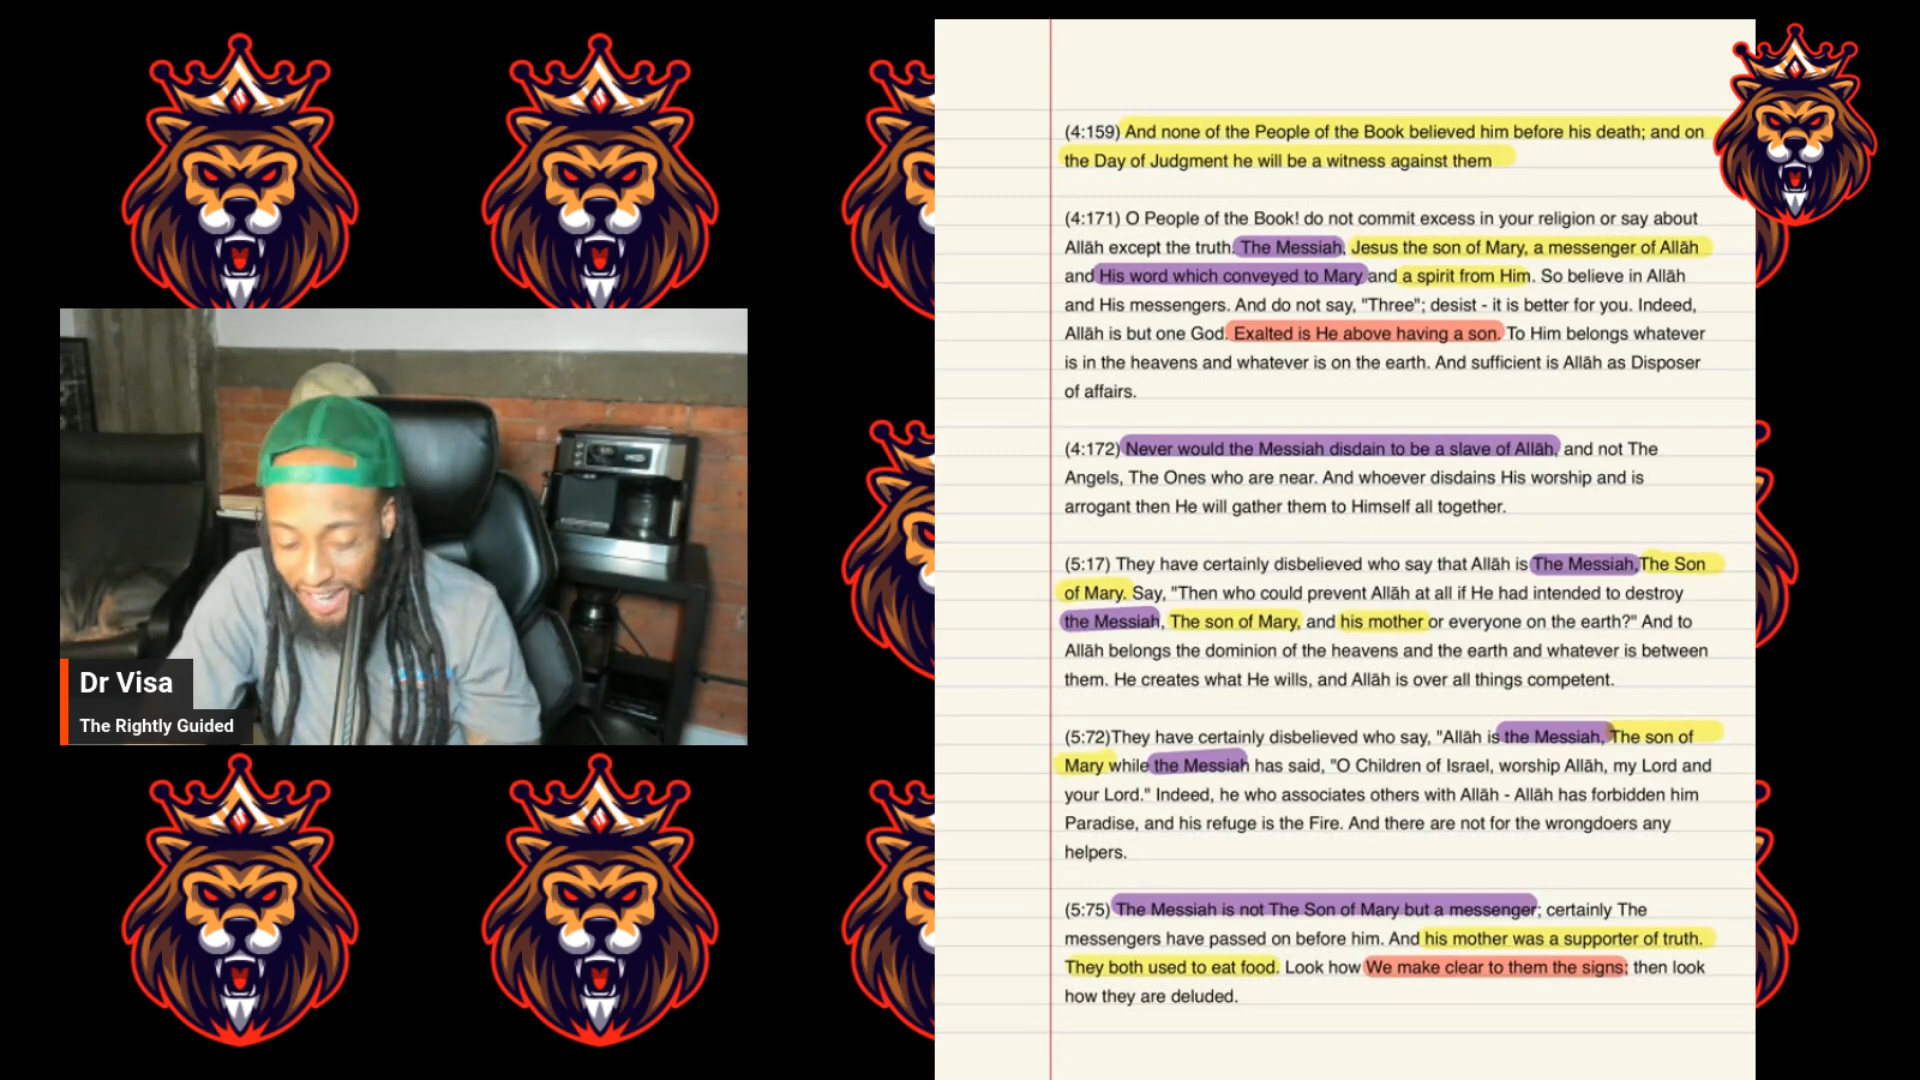 (4:159) And none of the People of the Book believed him before his death; and on
the Day of Judgment he will be a witness against them
(4:171) O People of the Book! do not commit excess in your religion or say about
Allāh except the truth. The Messiah, Jesus the son of Mary, a messenger of Allāh
and His word which conveyed to Mary and a spirit from Him. So believe in Allāh
and His messengers. And do not say, "Three"; desist - it is better for you. Indeed,
Allāh is but one God. Exalted is He above having a son. To Him belongs whatever
is in the heavens and whatever is on the earth. And sufficient is Allāh as Disposer
of affairs.
(4:172) Never would the Messiah disdain to be a slave of Allāh, and not The
Angels, The Ones who are near. And whoever disdains His worship and is
arrogant then He will gather them to Himself all together.
(5:17) They have certainly disbelieved who say that Allāh is The Messiah, The Son
of Mary. Say, "Then who could prevent Allāh at all if He had intended to destroy
the Messiah, The son of Mary, and his mother or everyone on the earth?" And to
Allāh belongs the dominion of the heavens and the earth and whatever is between
them. He creates what He wills, and Allāh is over all things competent.
(5:72)They have certainly disbelieved who say, "Allāh is the Messiah, The son of
Mary while the Messiah has said, "O Children of Israel, worship Allāh, my Lord and
your Lord." Indeed, he who associates others with Allāh - Allāh has forbidden him
Paradise, and his refuge is the Fire. And there are not for the wrongdoers any
helpers.
(5:75) The Messiah is not The Son of Mary but a messenger; certainly The
messengers have passed on before him. And his mother was a supporter of truth.
They both used to eat food. Look how We make clear to them the signs; then look
how they are deluded.
Dr Visa
The Rightly Guided